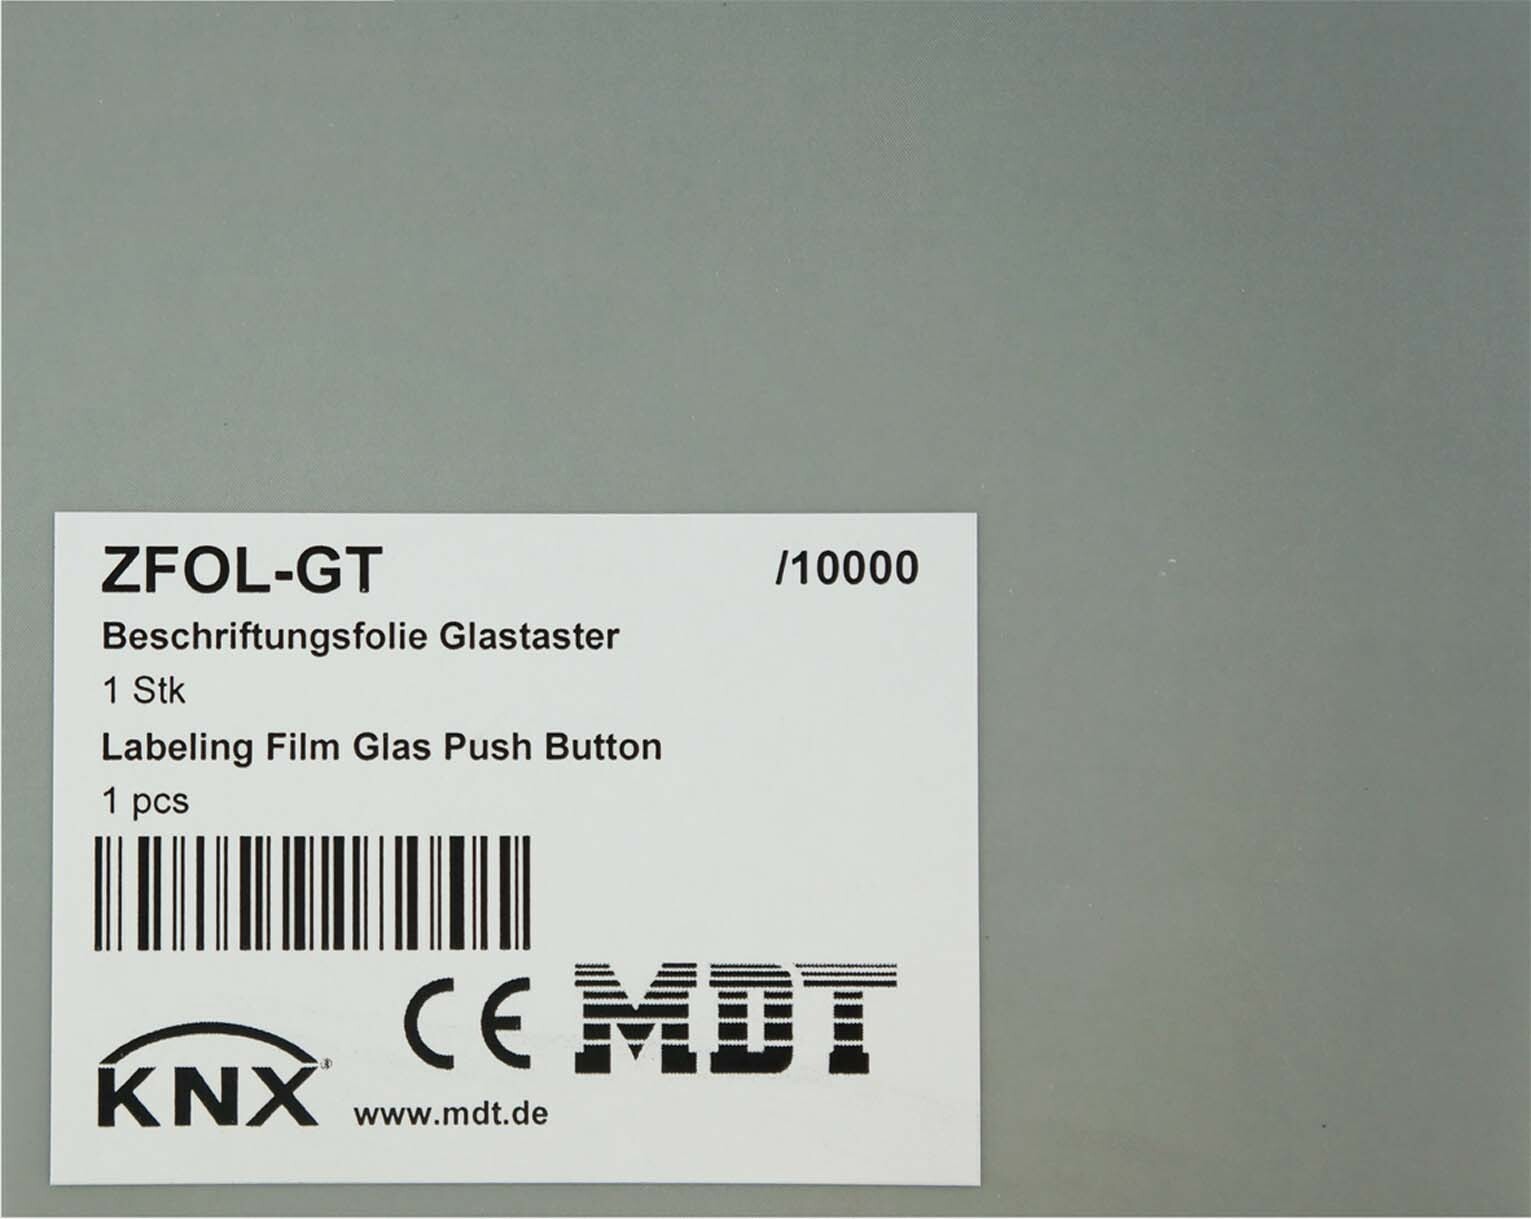 ZFOL-GT /10000
Beschriftungsfolie Glastaster
1 Stk
Labeling Film Glas Push Button
1 pcs
CE MDT
KNX®
www.mdt.de